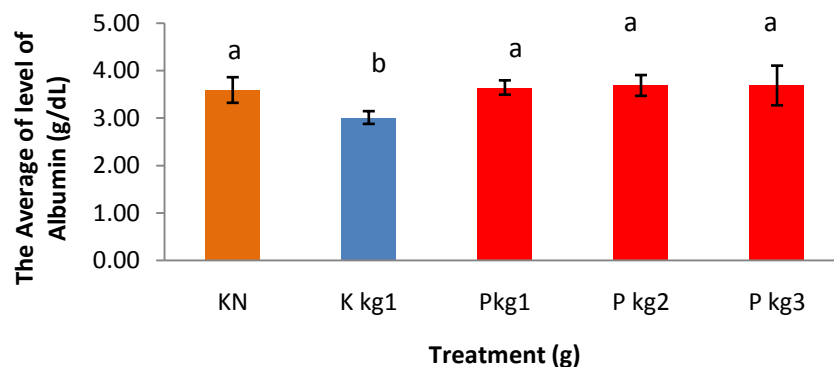 The Average of level of
Albumin (g/dL)
5.00
4.00
3.00
2.00
1.00
0.00
a
b
a
a
a
KN
K kg1
Pkg1
P kg2
P kg3
Treatment (g)